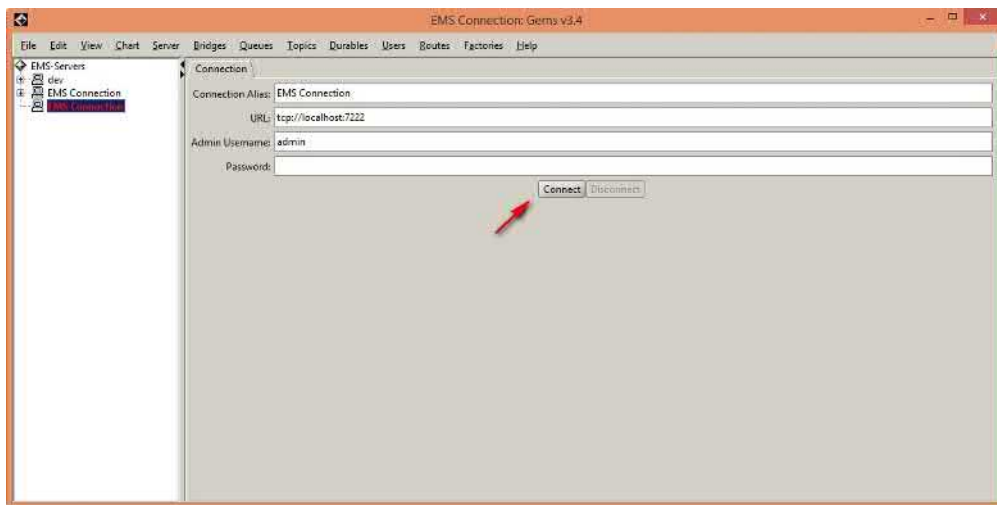 EMS Connection: Gems v3.4
File Edit View Chart Server Bridges Queues Topics Durables Users Routes Factories Help
EMS-Servers
dev
EMS Connection
EMS Connection
Connection
Connection Alias: EMS Connection
URL: tcp://localhost:7222
Admin Username: admin
Password:
Connect Disconnect